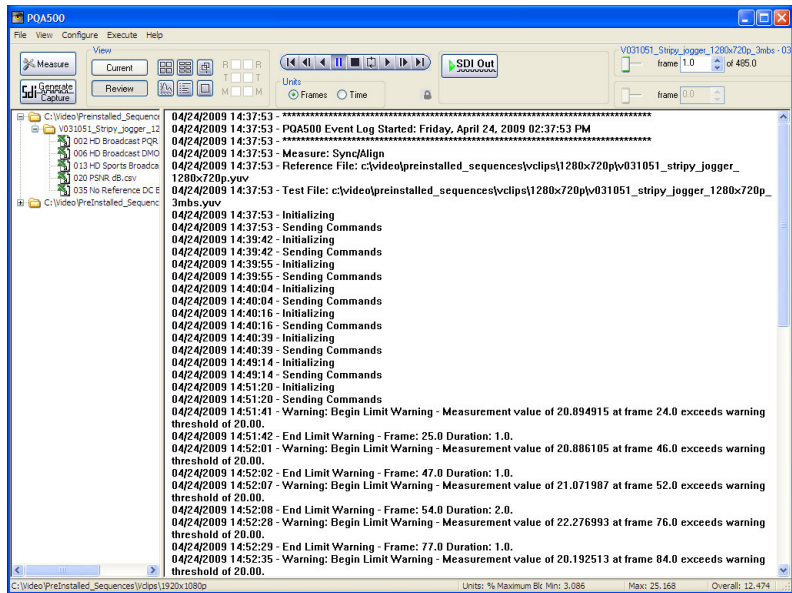 PQA500
File View Configure Execute Help
Measure
View
Current
Review
Sdi Generate
Capture
R R
T T
M M
Units
Frames Time
SDI Out
V031051_Stripy_jogger_1280x720p_3mbs - 03
frame 1.0 of 485.0
frame 0.0
C:\Video\Preinstalled_Sequence
V031051_Stripy_jogger_12
002 HD Broadcast PQR
006 HD Broadcast DMO
013 HD Sports Broadca
020 PSNR dB.csv
035 No Reference DC B
C:\Video\PreInstalled_Sequenc
04/24/2009 14:37:53 - ****************************************************************************
04/24/2009 14:37:53 - PQA500 Event Log Started: Friday, April 24, 2009 02:37:53 PM
04/24/2009 14:37:53 - ****************************************************************************
04/24/2009 14:37:53 - Measure: Sync/Align
04/24/2009 14:37:53 - Reference File: c:\video\preinstalled_sequences\vclips\1280x720p\v031051_stripy_jogger_
1280x720p.yuv
04/24/2009 14:37:53 - Test File: c:\video\preinstalled_sequences\vclips\1280x720p\v031051_stripy_jogger_1280x720p_
3mbs.yuv
04/24/2009 14:37:53 - Initializing
04/24/2009 14:37:53 - Sending Commands
04/24/2009 14:39:42 - Initializing
04/24/2009 14:39:42 - Sending Commands
04/24/2009 14:39:55 - Initializing
04/24/2009 14:39:55 - Sending Commands
04/24/2009 14:40:04 - Initializing
04/24/2009 14:40:04 - Sending Commands
04/24/2009 14:40:16 - Initializing
04/24/2009 14:40:16 - Sending Commands
04/24/2009 14:40:39 - Initializing
04/24/2009 14:40:39 - Sending Commands
04/24/2009 14:49:14 - Initializing
04/24/2009 14:49:14 - Sending Commands
04/24/2009 14:51:20 - Initializing
04/24/2009 14:51:20 - Sending Commands
04/24/2009 14:51:41 - Warning: Begin Limit Warning - Measurement value of 20.894915 at frame 24.0 exceeds warning
threshold of 20.00.
04/24/2009 14:51:42 - End Limit Warning - Frame: 25.0 Duration: 1.0.
04/24/2009 14:52:01 - Warning: Begin Limit Warning - Measurement value of 20.886105 at frame 46.0 exceeds warning
threshold of 20.00.
04/24/2009 14:52:02 - End Limit Warning - Frame: 47.0 Duration: 1.0.
04/24/2009 14:52:07 - Warning: Begin Limit Warning - Measurement value of 21.071987 at frame 52.0 exceeds warning
threshold of 20.00.
04/24/2009 14:52:08 - End Limit Warning - Frame: 54.0 Duration: 2.0.
04/24/2009 14:52:28 - Warning: Begin Limit Warning - Measurement value of 22.276993 at frame 76.0 exceeds warning
threshold of 20.00.
04/24/2009 14:52:29 - End Limit Warning - Frame: 77.0 Duration: 1.0.
04/24/2009 14:52:35 - Warning: Begin Limit Warning - Measurement value of 20.192513 at frame 84.0 exceeds warning
threshold of 20.00.
C:\Video\PreInstalled_Sequences\Vclips\1920x1080p
Units: % Maximum Blc Min: 3.086 Max: 25.168 Overall: 12.474